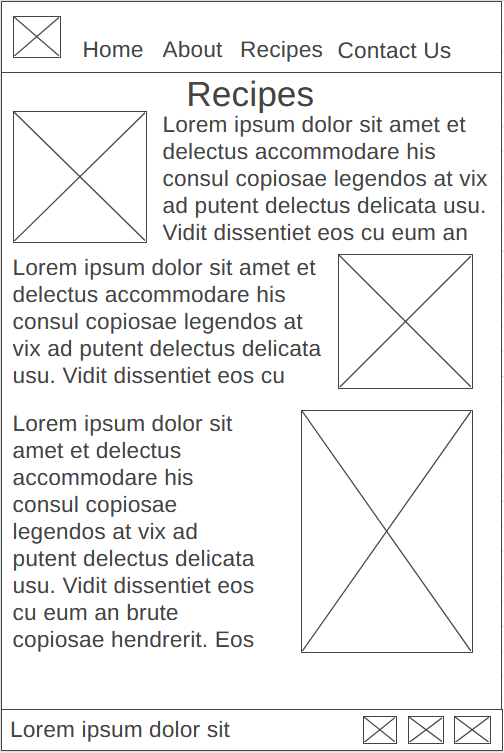 Home About Recipes Contact Us
Recipes
Lorem ipsum dolor sit amet et
delectus accommodare his
consul copiosae legendos at vix
ad putent delectus delicata usu.
Vidit dissentiet eos cu eum an
Lorem ipsum dolor sit amet et
delectus accommodare his
consul copiosae legendos at
vix ad putent delectus delicata
usu. Vidit dissentiet eos cu
Lorem ipsum dolor sit
amet et delectus
accommodare his
consul copiosae
legendos at vix ad
putent delectus delicata
usu. Vidit dissentiet eos
cu eum an brute
copiosae hendrerit. Eos
Lorem ipsum dolor sit